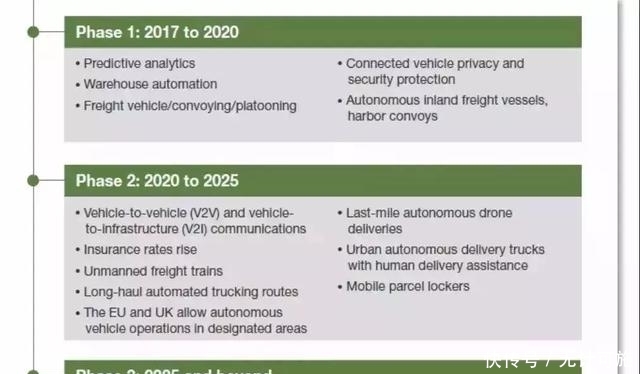 Phase 1: 2017 to 2020
• Predictive analytics
• Warehouse automation
• Freight vehicle/convoying/platooning
• Connected vehicle privacy and
security protection
• Autonomous inland freight vessels,
harbor convoys
Phase 2: 2020 to 2025
• Vehicle-to-vehicle (V2V) and vehicle-
to-infrastructure (V2I) communications
• Insurance rates rise
• Unmanned freight trains
• Long-haul automated trucking routes
• The EU and UK allow autonomous
vehicle operations in designated areas
• Last-mile autonomous drone
deliveries
• Urban autonomous delivery trucks
with human delivery assistance
• Mobile parcel lockers
Phase 3: 2025 and beyond
快传号 /